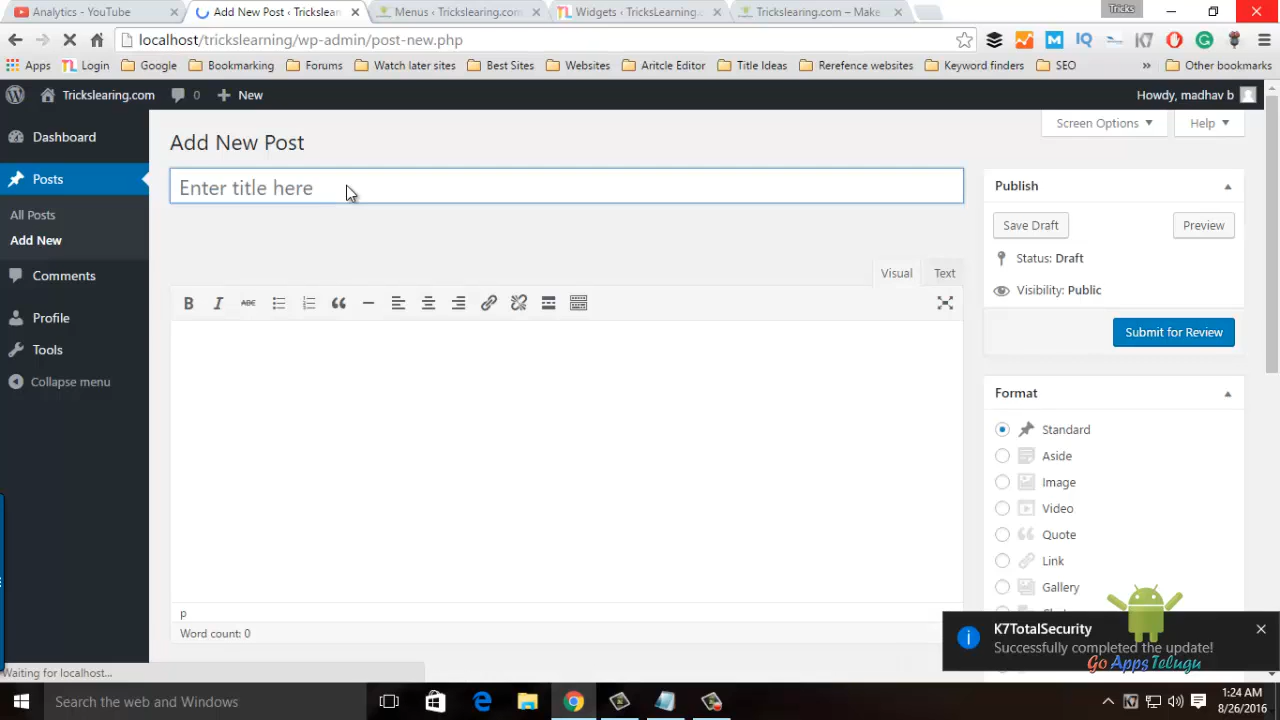 Analytics - YouTube
Add New Post ‹ Trickslearn
Menus ‹ Trickslearing.com
Widgets ‹ TricksLearning.
Trickslearing.com – Make
Tricks
localhost/trickslearning/wp-admin/post-new.php
Apps
Login
Google
Bookmarking
Forums
Watch later sites
Best Sites
Websites
Aritcle Editor
Title Ideas
Rerefence websites
Keyword finders
SEO
»
Other bookmarks
Trickslearing.com
0
New
Howdy, madhav b
Dashboard
Posts
All Posts
Add New
Comments
Profile
Tools
Collapse menu
Add New Post
Screen Options
Help
Enter title here
Visual
Text
B I ABC
p
Word count: 0
Publish
Save Draft
Preview
Status: Draft
Visibility: Public
Submit for Review
Format
Standard
Aside
Image
Video
Quote
Link
Gallery
K7TotalSecurity
Successfully completed the update!
Go Apps Telugu
Waiting for localhost...
Search the web and Windows
1:24 AM
8/26/2016